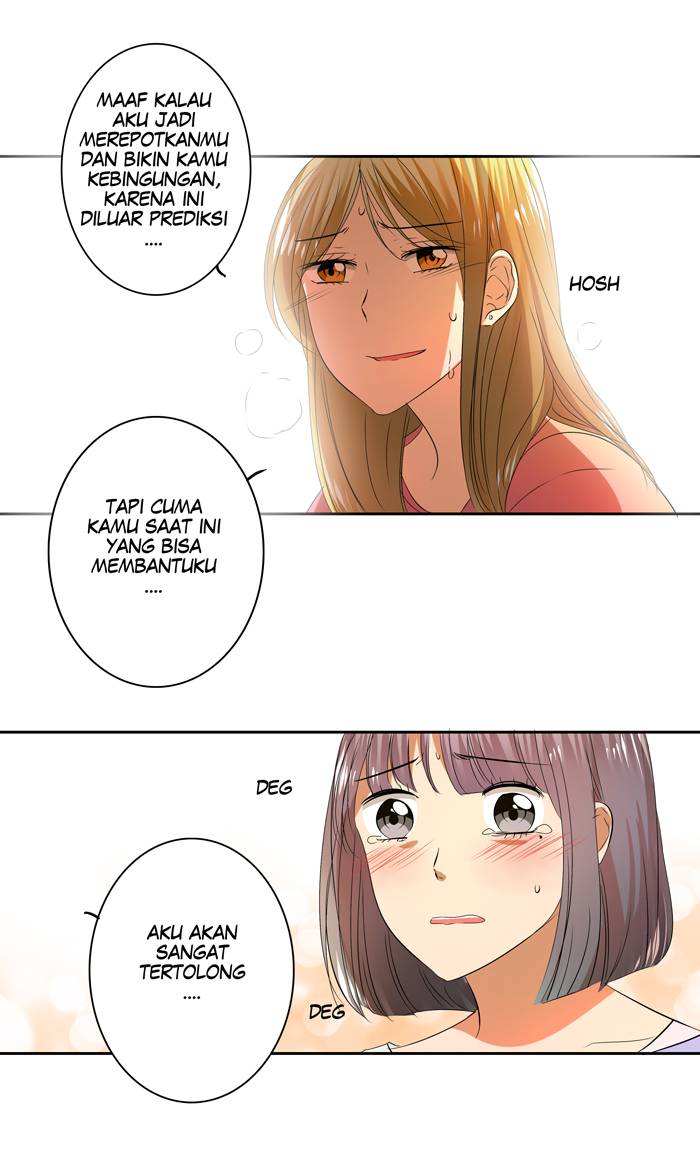 MAAF KALAU
AKU JADI
MEREPOTKANMU
DAN BIKIN KAMU
KEBINGUNGAN,
KARENA INI
DILUAR PREDIKSI
....
HOSH
TAPI CUMA
KAMU SAAT INI
YANG BISA
MEMBANTUKU
....
DEG
AKU AKAN
SANGAT
TERTOLONG
....
DEG